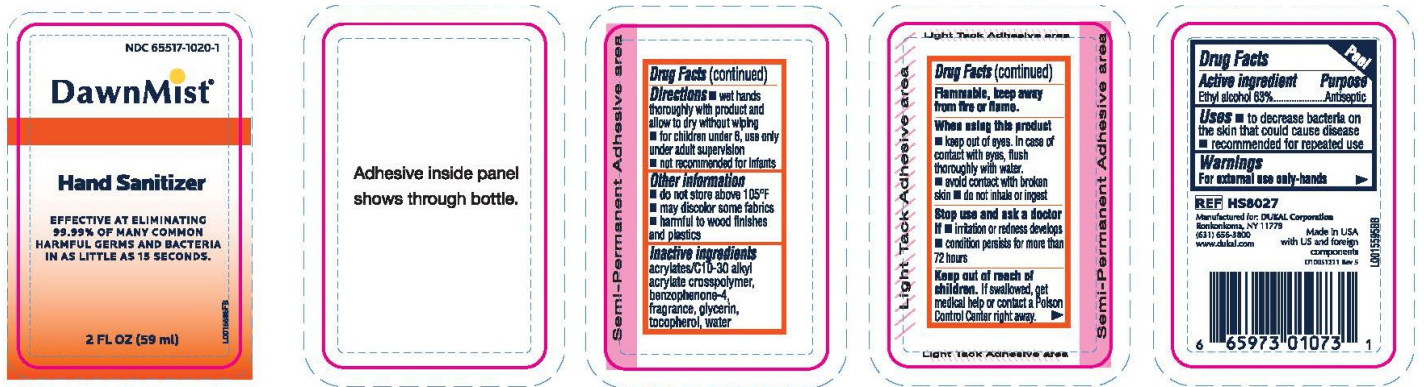 NDC 65517-1020-1
DawnMist®
Hand Sanitizer
EFFECTIVE AT ELIMINATING
99.99% OF MANY COMMON
HARMFUL GERMS AND BACTERIA
IN AS LITTLE AS 15 SECONDS.
2 FL OZ (59 ml)
Adhesive inside panel
shows through bottle.
Semi-Permanent Adhesive area
Drug Facts (continued)
Directions ■ wet hands
thoroughly with product and
allow to dry without wiping
■ for children under 6, use only
under adult supervision
■ not recommended for infants
Other information
■ do not store above 105°F
■ may discolor some fabrics
■ harmful to wood finishes
and plastics
Inactive ingredients
acrylates/C10-30 alkyl
acrylate crosspolymer,
benzophenone-4,
fragrance, glycerin,
tocopherol, water
Light Tack Adhesive area
Light Tack Adhesive area
Drug Facts (continued)
Flammable, keep away
from fire or flame.
When using this product
■ keep out of eyes. In case of
contact with eyes, flush
thoroughly with water.
■ avoid contact with broken
skin ■ do not inhale or ingest
Stop use and ask a doctor
if ■ irritation or redness develops
■ condition persists for more than
72 hours
Keep out of reach of
children. If swallowed, get
medical help or contact a Poison
Control Center right away.
Semi-Permanent Adhesive area
Light Tack Adhesive area
Peel
Drug Facts
Active ingredient Purpose
Ethyl alcohol 63%..................Antiseptic
Uses ■ to decrease bacteria on
the skin that could cause disease
■ recommended for repeated use
Warnings
For external use only-hands
REF HS8027
Manufactured for: DUKAL Corporation
Ronkonkoma, NY 11779
(631) 656-3800
www.dukal.com
Made in USA
with US and foreign
components
6 65973 01073 1